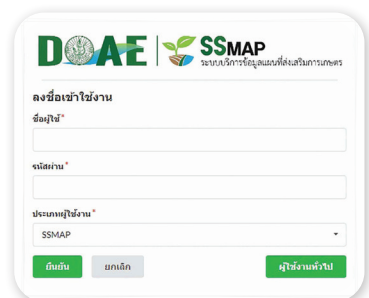 DOAE SSMAP
ระบบบริการข้อมูลแผนที่ส่งเสริมการเกษตร
ลงชื่อเข้าใช้งาน
ชื่อผู้ใช้*
รหัสผ่าน*
ประเภทผู้ใช้งาน*
SSMAP
ยืนยัน ยกเลิก ผู้ใช้งานทั่วไป